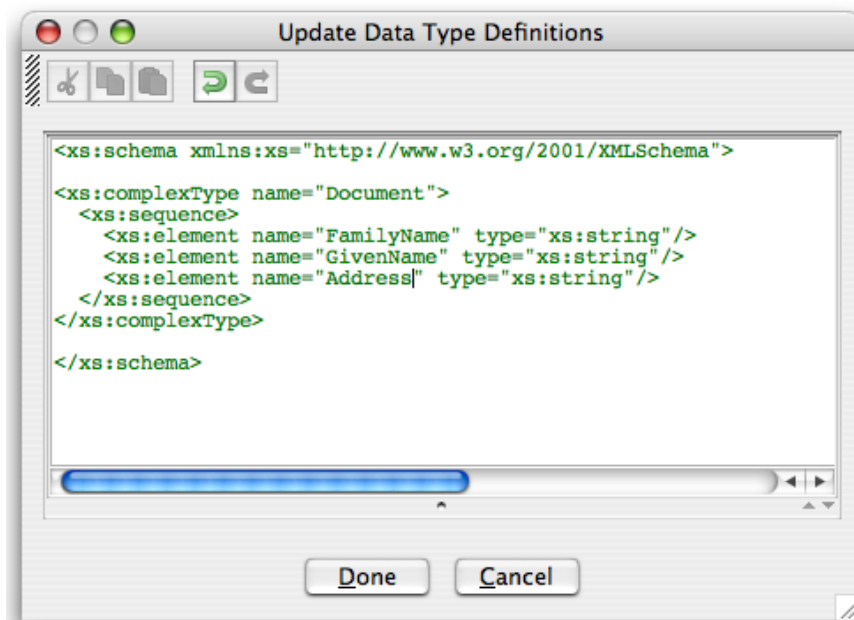 Update Data Type Definitions
<xs:schema xmlns:xs="http://www.w3.org/2001/XMLSchema">
<xs:complexType name="Document">
<xs:sequence>
<xs:element name="FamilyName" type="xs:string"/>
<xs:element name="GivenName" type="xs:string"/>
<xs:element name="Address" type="xs:string"/>
</xs:sequence>
</xs:complexType>
</xs:schema>
Done Cancel